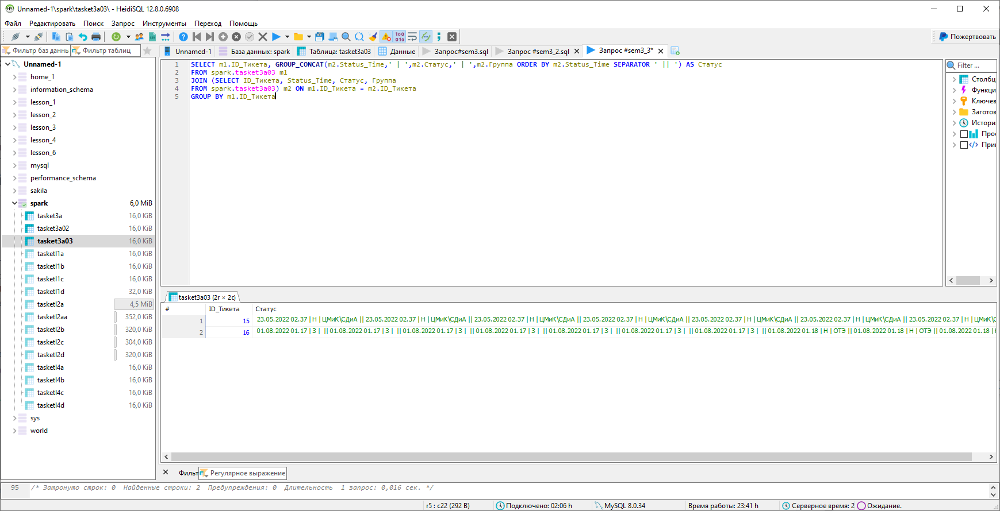 Unnamed-1\spark\tasket3a03\ - HeidiSQL 12.8.0.6908
Файл Редактировать Поиск Запрос Инструменты Переход Помощь
Пожертвовать
Фильтр баз данн Фильтр таблиц
Unnamed-1 База данных: spark Таблица: tasket3a03 Данные Запрос#sem3.sql Запрос #sem3_2.sql Запрос #sem3_3*
Unnamed-1
home_1
information_schema
lesson_1
lesson_2
lesson_3
lesson_4
lesson_6
mysql
performance_schema
sakila
spark 6,0 MiB
tasket3a 16,0 KiB
tasket3a02 16,0 KiB
tasket3a03 16,0 KiB
tasketl1a 16,0 KiB
tasketl1b 16,0 KiB
tasketl1c 16,0 KiB
tasketl1d 32,0 KiB
tasketl2a 4,5 MiB
tasketl2aa 352,0 KiB
tasketl2b 320,0 KiB
tasketl2c 304,0 KiB
tasketl2d 320,0 KiB
tasketl4a 16,0 KiB
tasketl4b 16,0 KiB
tasketl4c 16,0 KiB
tasketl4d 16,0 KiB
sys
world
1 SELECT m1.ID_Тикета, GROUP_CONCAT(m2.Status_Time,' | ',m2.Статус,' | ',m2.Группа ORDER BY m2.Status_Time SEPARATOR ' || ') AS Статус
2 FROM spark.tasket3a03 m1
3 JOIN (SELECT ID_Тикета, Status_Time, Статус, Группа
4 FROM spark.tasket3a03) m2 ON m1.ID_Тикета = m2.ID_Тикета
5 GROUP BY m1.ID_Тикета
Filter ...
Столбц
Функци
Ключев
Заготов
Истори
Про
При
tasket3a03 (2r × 2c)
# ID_Тикета Статус
1 15 23.05.2022 02.37 | Н | ЦМиК\СДиА || 23.05.2022 02.37 | Н | ЦМиК\СДиА || 23.05.2022 02.37 | Н | ЦМиК\СДиА || 23.05.2022 02.37 | Н | ЦМиК\СДиА || 23.05.2022 02.37 | Н | ЦМиК\СДиА || 23.05.2022 02.37 | Н | ЦМиК\С
2 16 01.08.2022 01.17 | З | || 01.08.2022 01.17 | З | || 01.08.2022 01.17 | З | || 01.08.2022 01.17 | З | || 01.08.2022 01.17 | З | || 01.08.2022 01.17 | З | || 01.08.2022 01.17 | З | || 01.08.2022 01.18 | Н | ОТЭ || 01.08.2022 01.18 | Н | ОТЭ || 01.08.2022 01.18 |
Фильт Регулярное выражение
95 /* Затронуто строк: 0 Найденные строки: 2 Предупреждения: 0 Длительность 1 запрос: 0,016 сек. */
r5 : c22 (292 B) Подключено: 02:06 h MySQL 8.0.34 Время работы: 23:41 h Серверное время: 2 Ожидание.